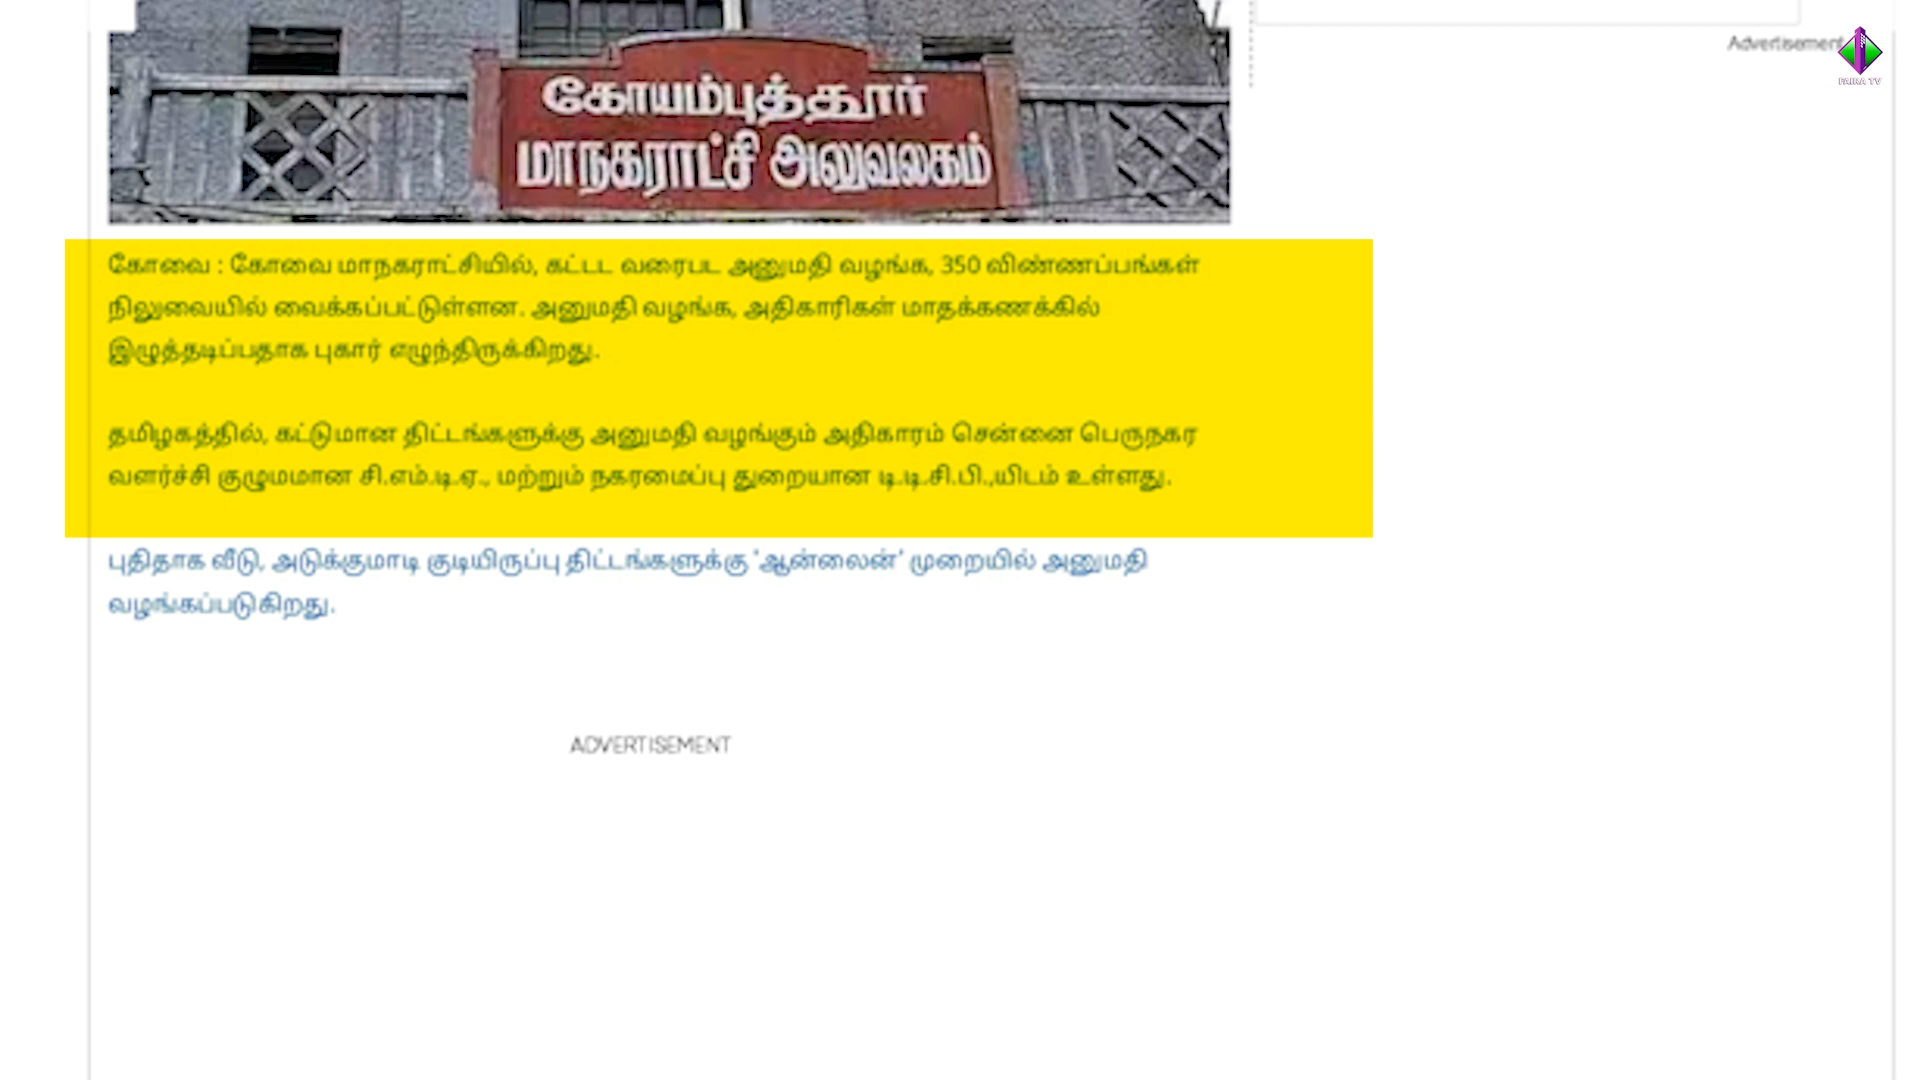 Advertisement
FAIRA TV
கோயம்புத்தூர்
மாநகராட்சி அலுவலகம்
கோவை : கோவை மாநகராட்சியில், கட்டட வரைபட அனுமதி வழங்க, 350 விண்ணப்பங்கள்
நிலுவையில் வைக்கப்பட்டுள்ளன. அனுமதி வழங்க, அதிகாரிகள் மாதக்கணக்கில்
இழுத்தடிப்பதாக புகார் எழுந்திருக்கிறது.
தமிழகத்தில், கட்டுமான திட்டங்களுக்கு அனுமதி வழங்கும் அதிகாரம் சென்னை பெருநகர
வளர்ச்சி குழுமமான சி.எம்.டி.ஏ., மற்றும் நகரமைப்பு துறையான டி.டி.சி.பி.,யிடம் உள்ளது.
புதிதாக வீடு, அடுக்குமாடி குடியிருப்பு திட்டங்களுக்கு 'ஆன்லைன்' முறையில் அனுமதி
வழங்கப்படுகிறது.
ADVERTISEMENT